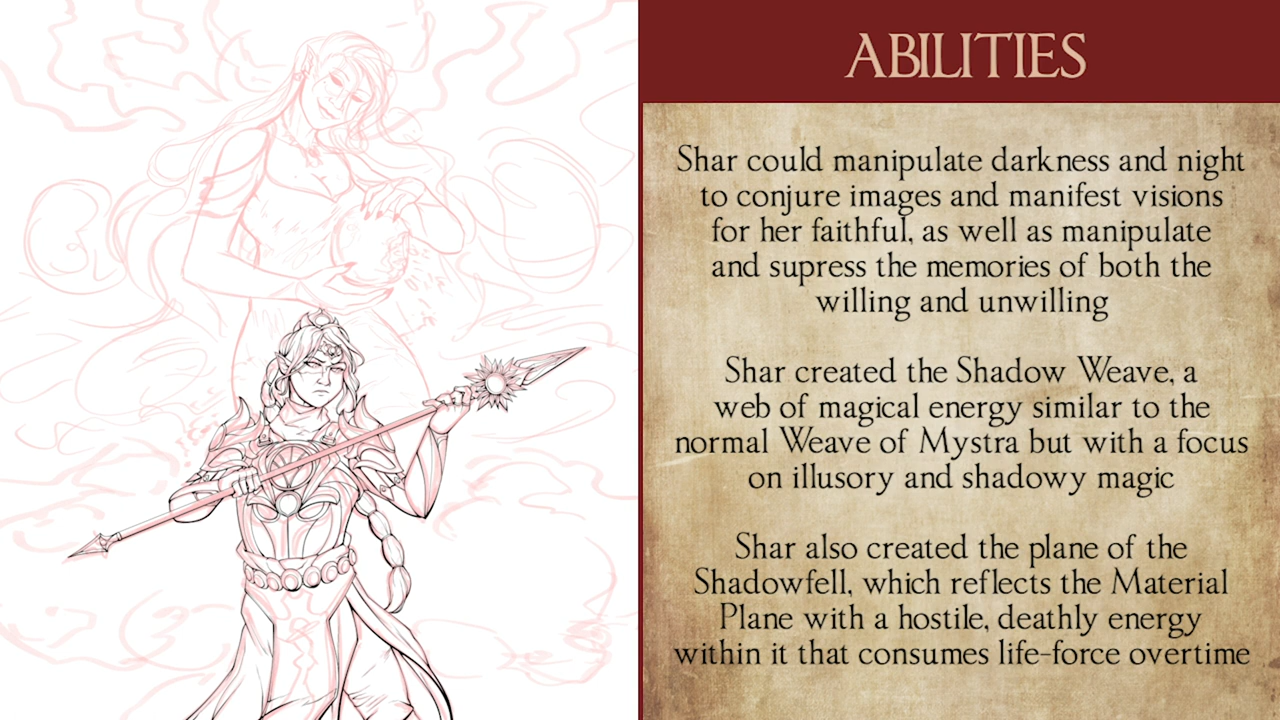 ABILITIES
Shar could manipulate darkness and night
to conjure images and manifest visions
for her faithful, as well as manipulate
and supress the memories of both the
willing and unwilling
Shar created the Shadow Weave, a
web of magical energy similar to the
normal Weave of Mystra but with a focus
on illusory and shadowy magic
Shar also created the plane of the
Shadowfell, which reflects the Material
Plane with a hostile, deathly energy
within it that consumes life-force overtime